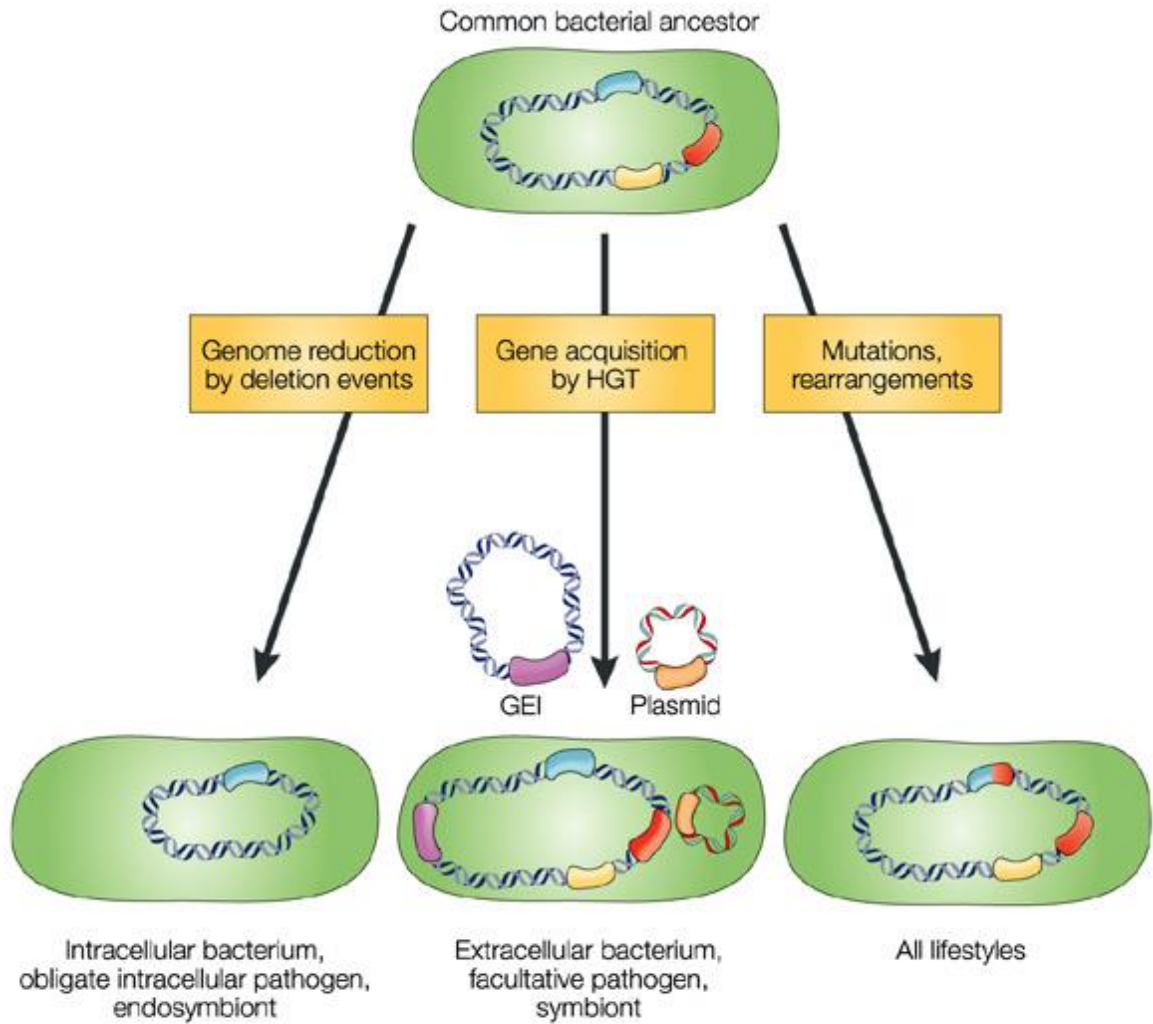 Common bacterial ancestor
Genome reduction
by deletion events
Gene acquisition
by HGT
Mutations,
rearrangements
GEI
Plasmid
Intracellular bacterium,
obligate intracellular pathogen,
endosymbiont
Extracellular bacterium,
facultative pathogen,
symbiont
All lifestyles